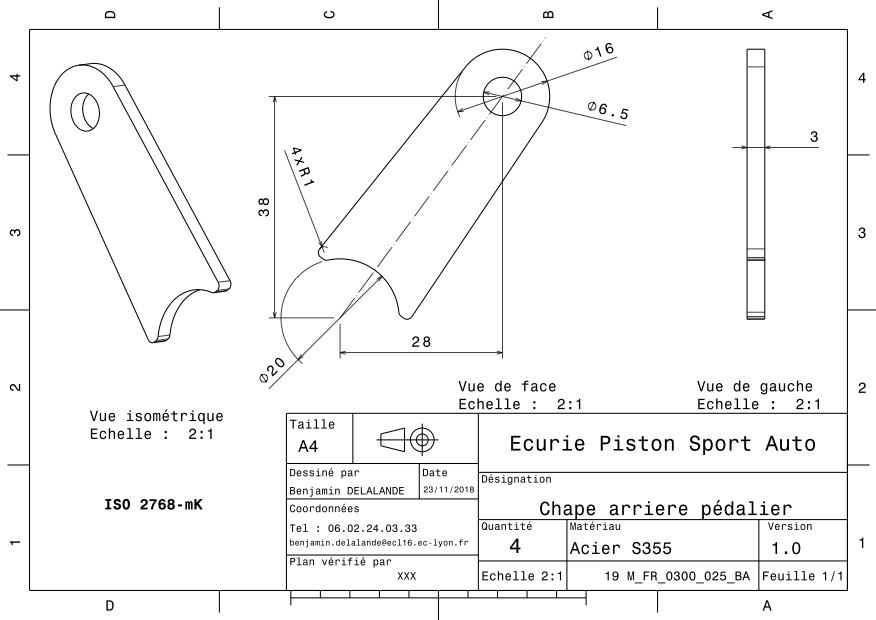 D
C
B
A
4
4
3
3
2
2
1
1
⌀16
⌀6.5
4xR1
38
28
⌀20
3
Vue isométrique
Echelle : 2:1
Vue de face
Echelle : 2:1
Vue de gauche
Echelle : 2:1
ISO 2768-mK
Taille
A4
Ecurie Piston Sport Auto
Dessiné par
Benjamin DELALANDE
Date
23/11/2018
Désignation
Chape arriere pédalier
Coordonnées
Tel : 06.02.24.03.33
benjamin.delalande@ecl16.ec-lyon.fr
Quantité
4
Matériau
Acier S355
Version
1.0
Plan vérifié par
XXX
Echelle 2:1
19 M_FR_0300_025_BA
Feuille 1/1
D
A